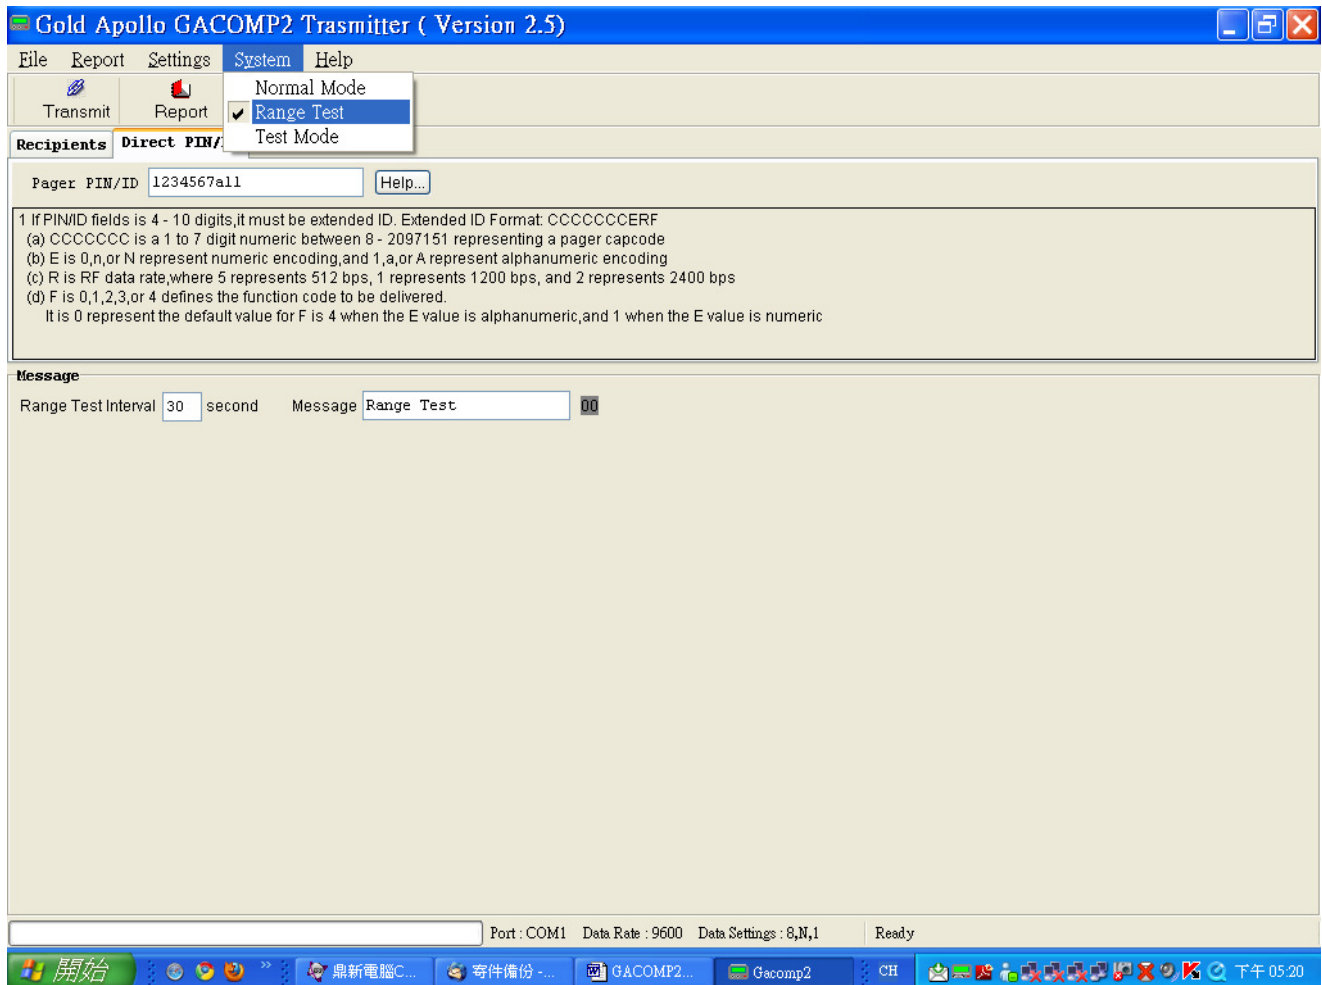 Gold Apollo GACOMP2 Trasmitter ( Version 2.5)
File Report Settings System Help
Normal Mode
Transmit Report Range Test
Test Mode
Recipients Direct PIN/
Pager PIN/ID 1234567a11 Help...
1 If PIN/ID fields is 4 - 10 digits,it must be extended ID. Extended ID Format: CCCCCCCERF
(a) CCCCCCC is a 1 to 7 digit numeric between 8 - 2097151 representing a pager capcode
(b) E is 0,n,or N represent numeric encoding,and 1,a,or A represent alphanumeric encoding
(c) R is RF data rate,where 5 represents 512 bps, 1 represents 1200 bps, and 2 represents 2400 bps
(d) F is 0,1,2,3,or 4 defines the function code to be delivered.
It is 0 represent the default value for F is 4 when the E value is alphanumeric,and 1 when the E value is numeric
Message
Range Test Interval 30 second Message Range Test 00
Port : COM1 Data Rate : 9600 Data Settings : 8,N,1 Ready
開始 » 鼎新電腦C... 寄件備份 -... GACOMP2... Gacomp2 CH 下午 05:20